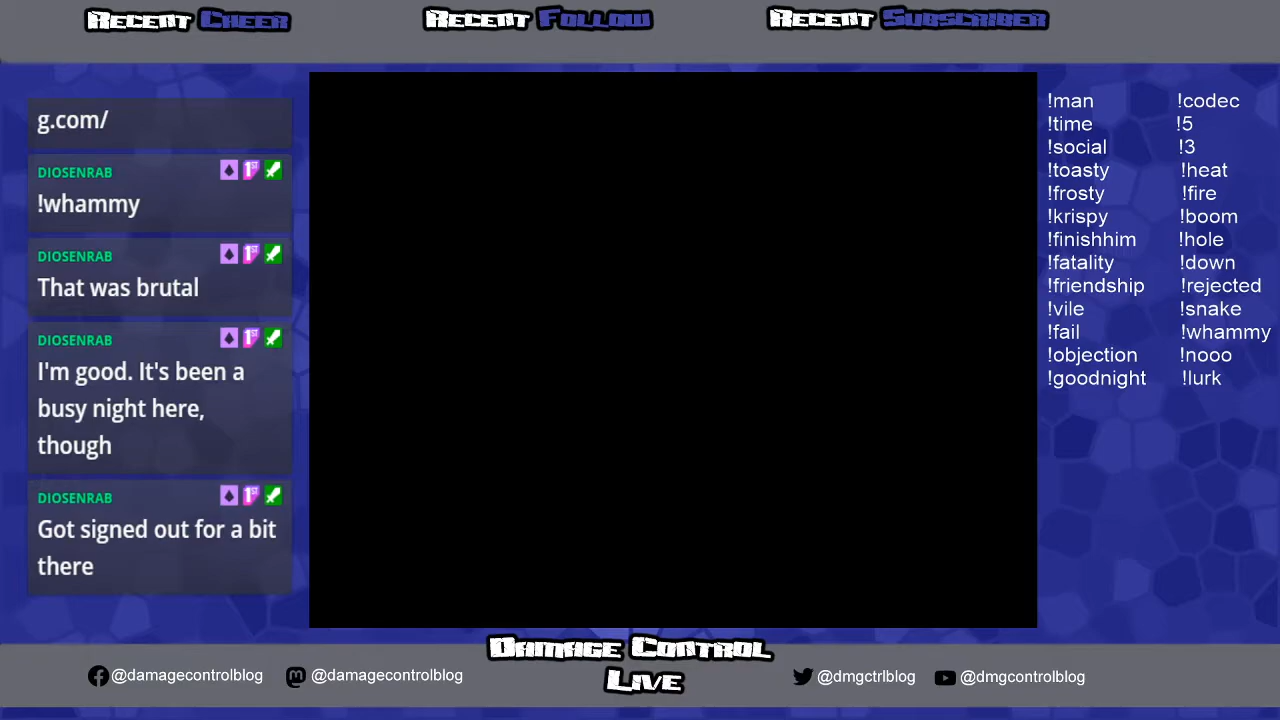 Recent Cheer
Recent Follow
Recent Subscriber
g.com/
DIOSENRAB
!whammy
DIOSENRAB
That was brutal
DIOSENRAB
I'm good. It's been a
busy night here,
though
DIOSENRAB
Got signed out for a bit
there
!man !codec
!time !5
!social !3
!toasty !heat
!frosty !fire
!krispy !boom
!finishhim !hole
!fatality !down
!friendship !rejected
!vile !snake
!fail !whammy
!objection !nooo
!goodnight !lurk
Damage Control
Live
@damagecontrolblog
@damagecontrolblog
@dmgctrlblog
@dmgcontrolblog